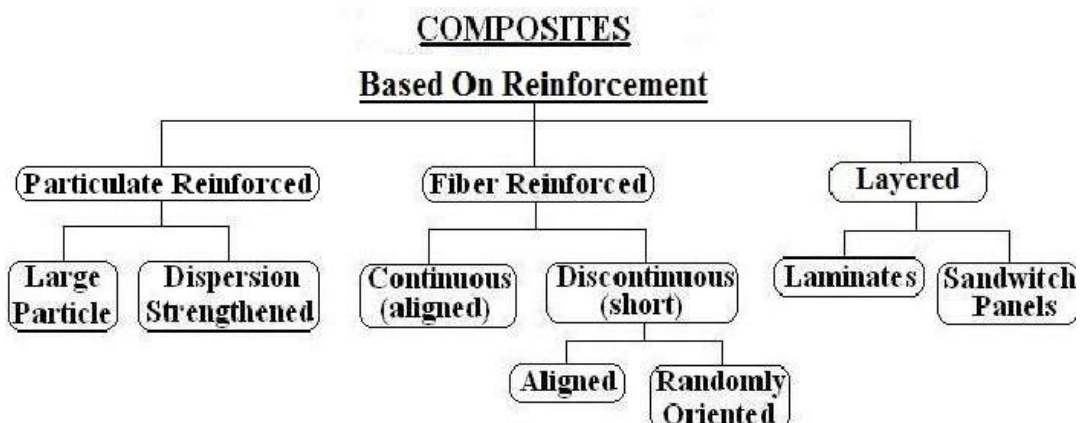 COMPOSITES
Based On Reinforcement
Particulate Reinforced
Fiber Reinforced
Layered
Large
Particle
Dispersion
Strengthened
Continuous
(aligned)
Discontinuous
(short)
Laminates
Sandwitch
Panels
Aligned
Randomly
Oriented